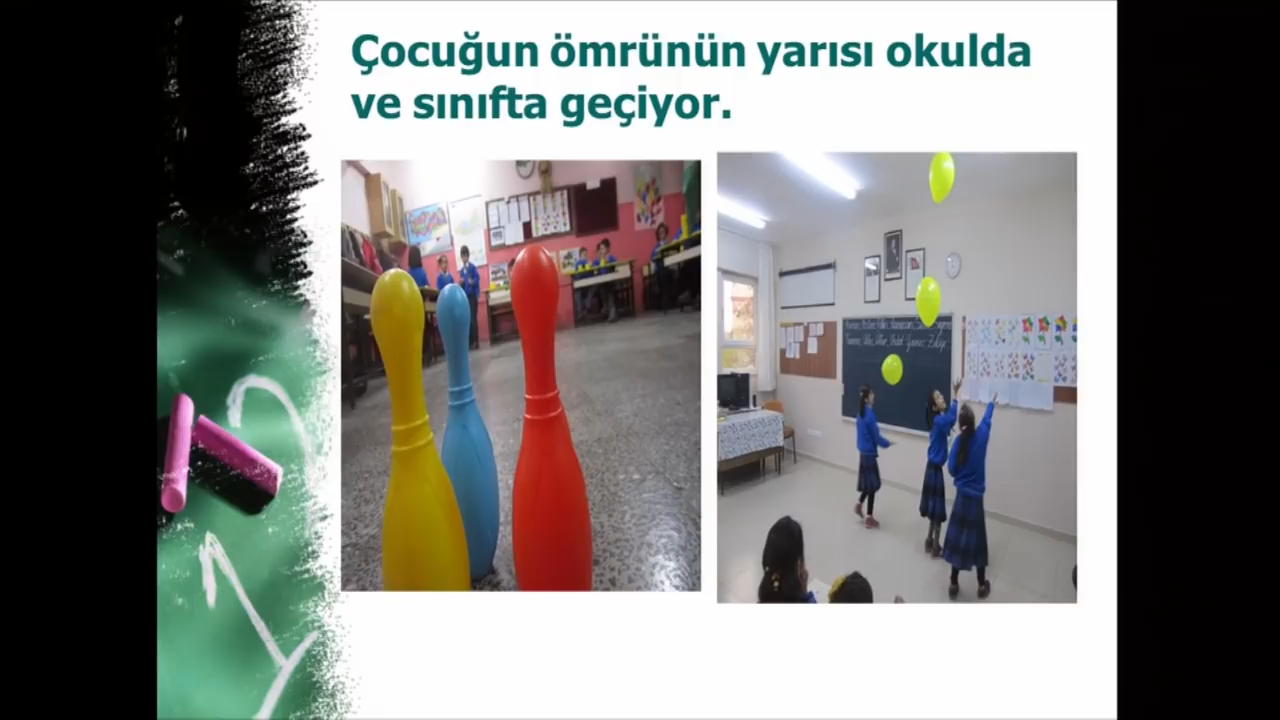 Çocuğun ömrünün yarısı okulda
ve sınıfta geçiyor.